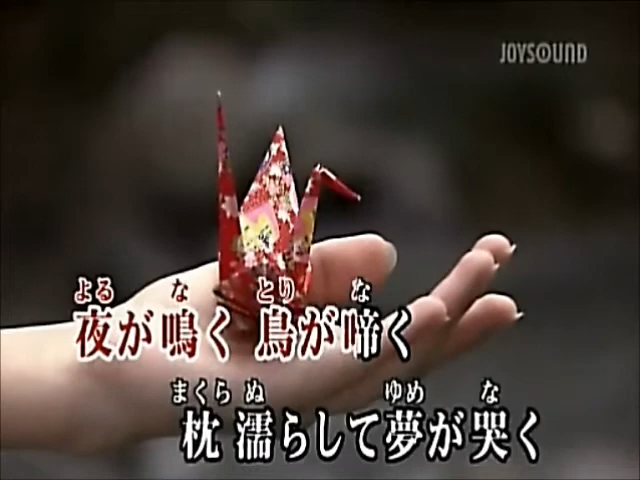 JOYSOUND
よる な とり な
夜が鳴く 鳥が啼く
まくら ぬ ゆめ な
枕 濡らして夢が哭く